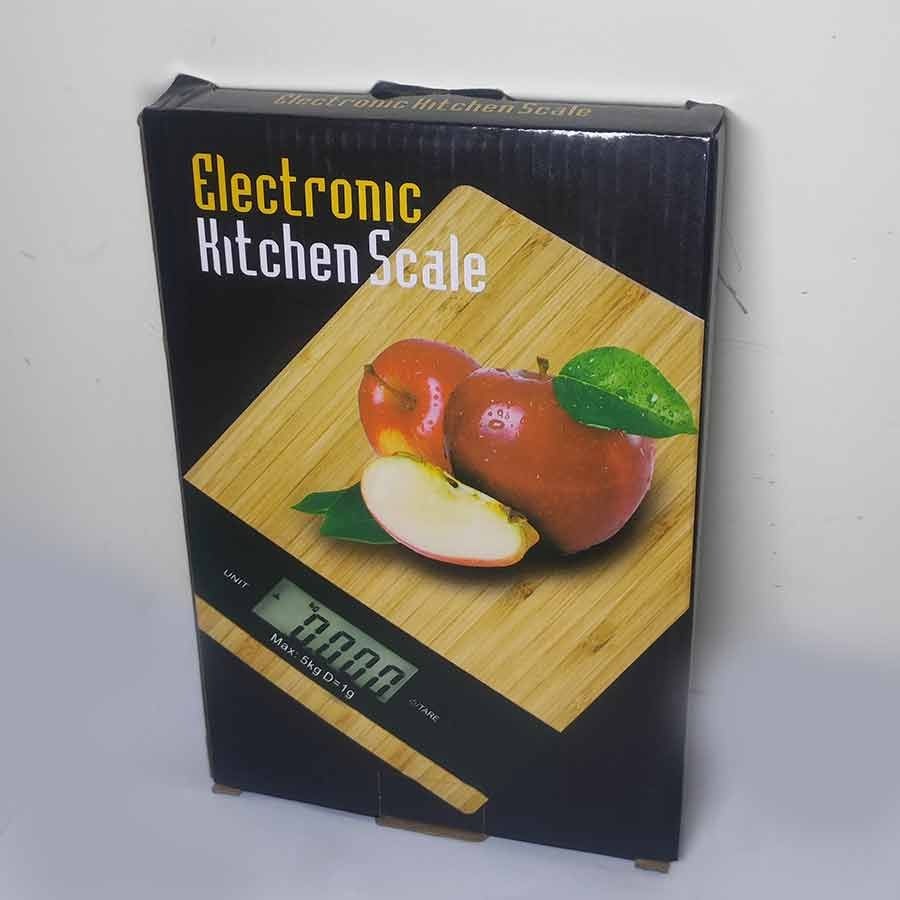 Electronic Kitchen Scale
Electronic
Kitchen Scale
UNIT
kg
0.000
Max: 5kg D=1g
⏻/TARE